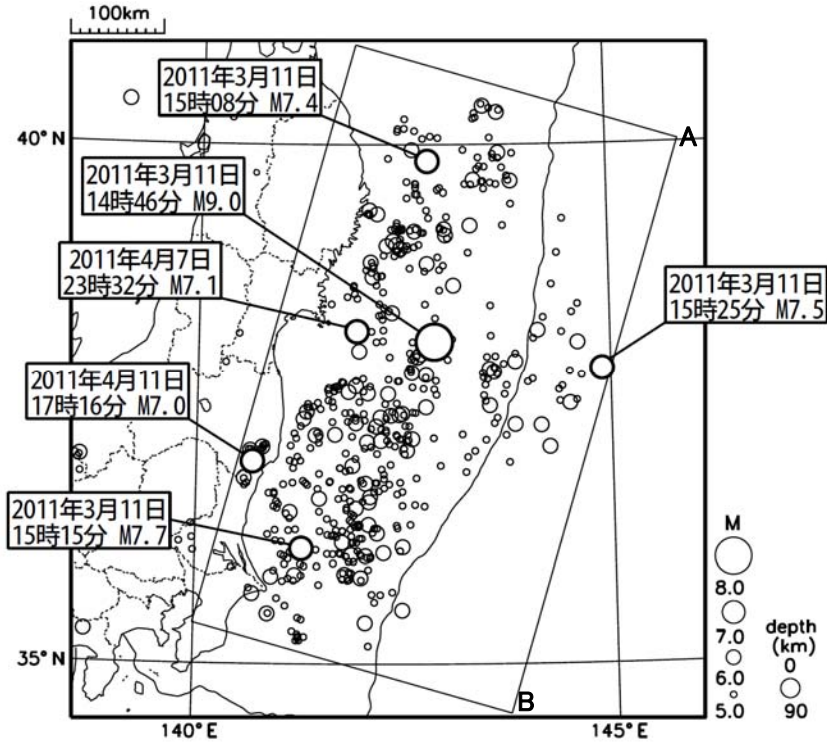 100km
2011年3月11日
15時08分 M7.4
2011年3月11日
14時46分 M9.0
2011年4月7日
23時32分 M7.1
2011年4月11日
17時16分 M7.0
2011年3月11日
15時15分 M7.7
2011年3月11日
15時25分 M7.5
40°N
35°N
140°E
145°E
A
B
M
8.0
7.0
6.0
5.0
depth
(km)
0
90